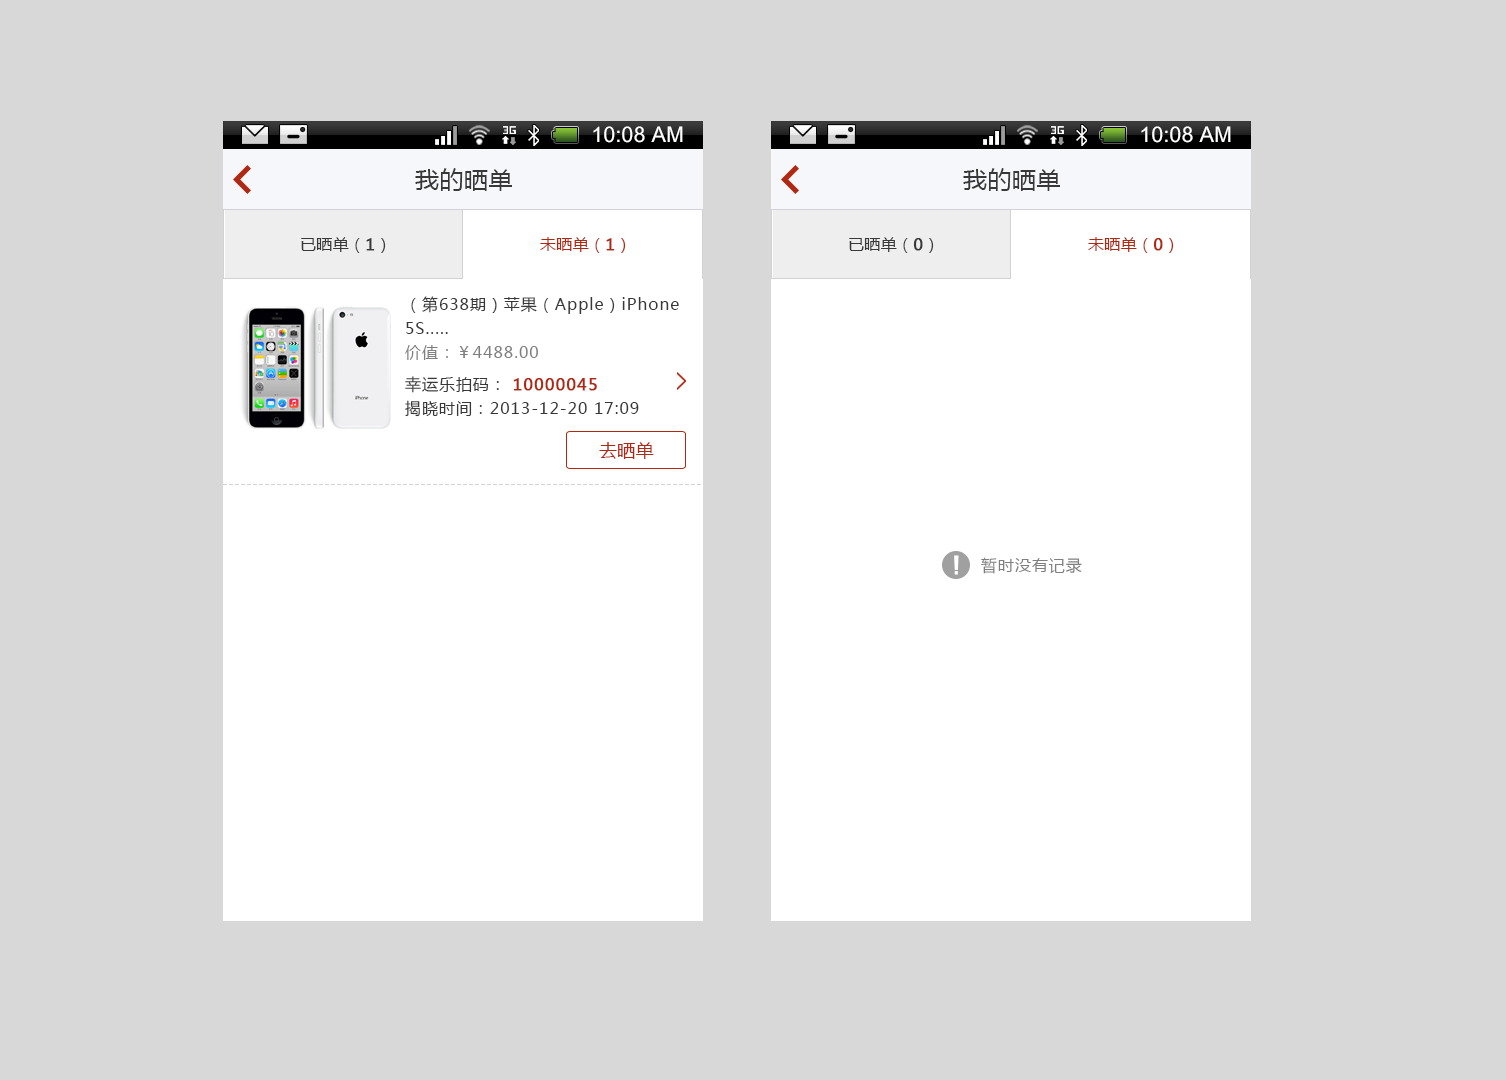 3G 10:08 AM
我的晒单
已晒单（1）
未晒单（1）
（第638期）苹果（Apple）iPhone
5S.....
价值：￥4488.00
幸运乐拍码： 10000045
揭晓时间：2013-12-20 17:09
去晒单
iPhone
3G 10:08 AM
我的晒单
已晒单（0）
未晒单（0）
暂时没有记录